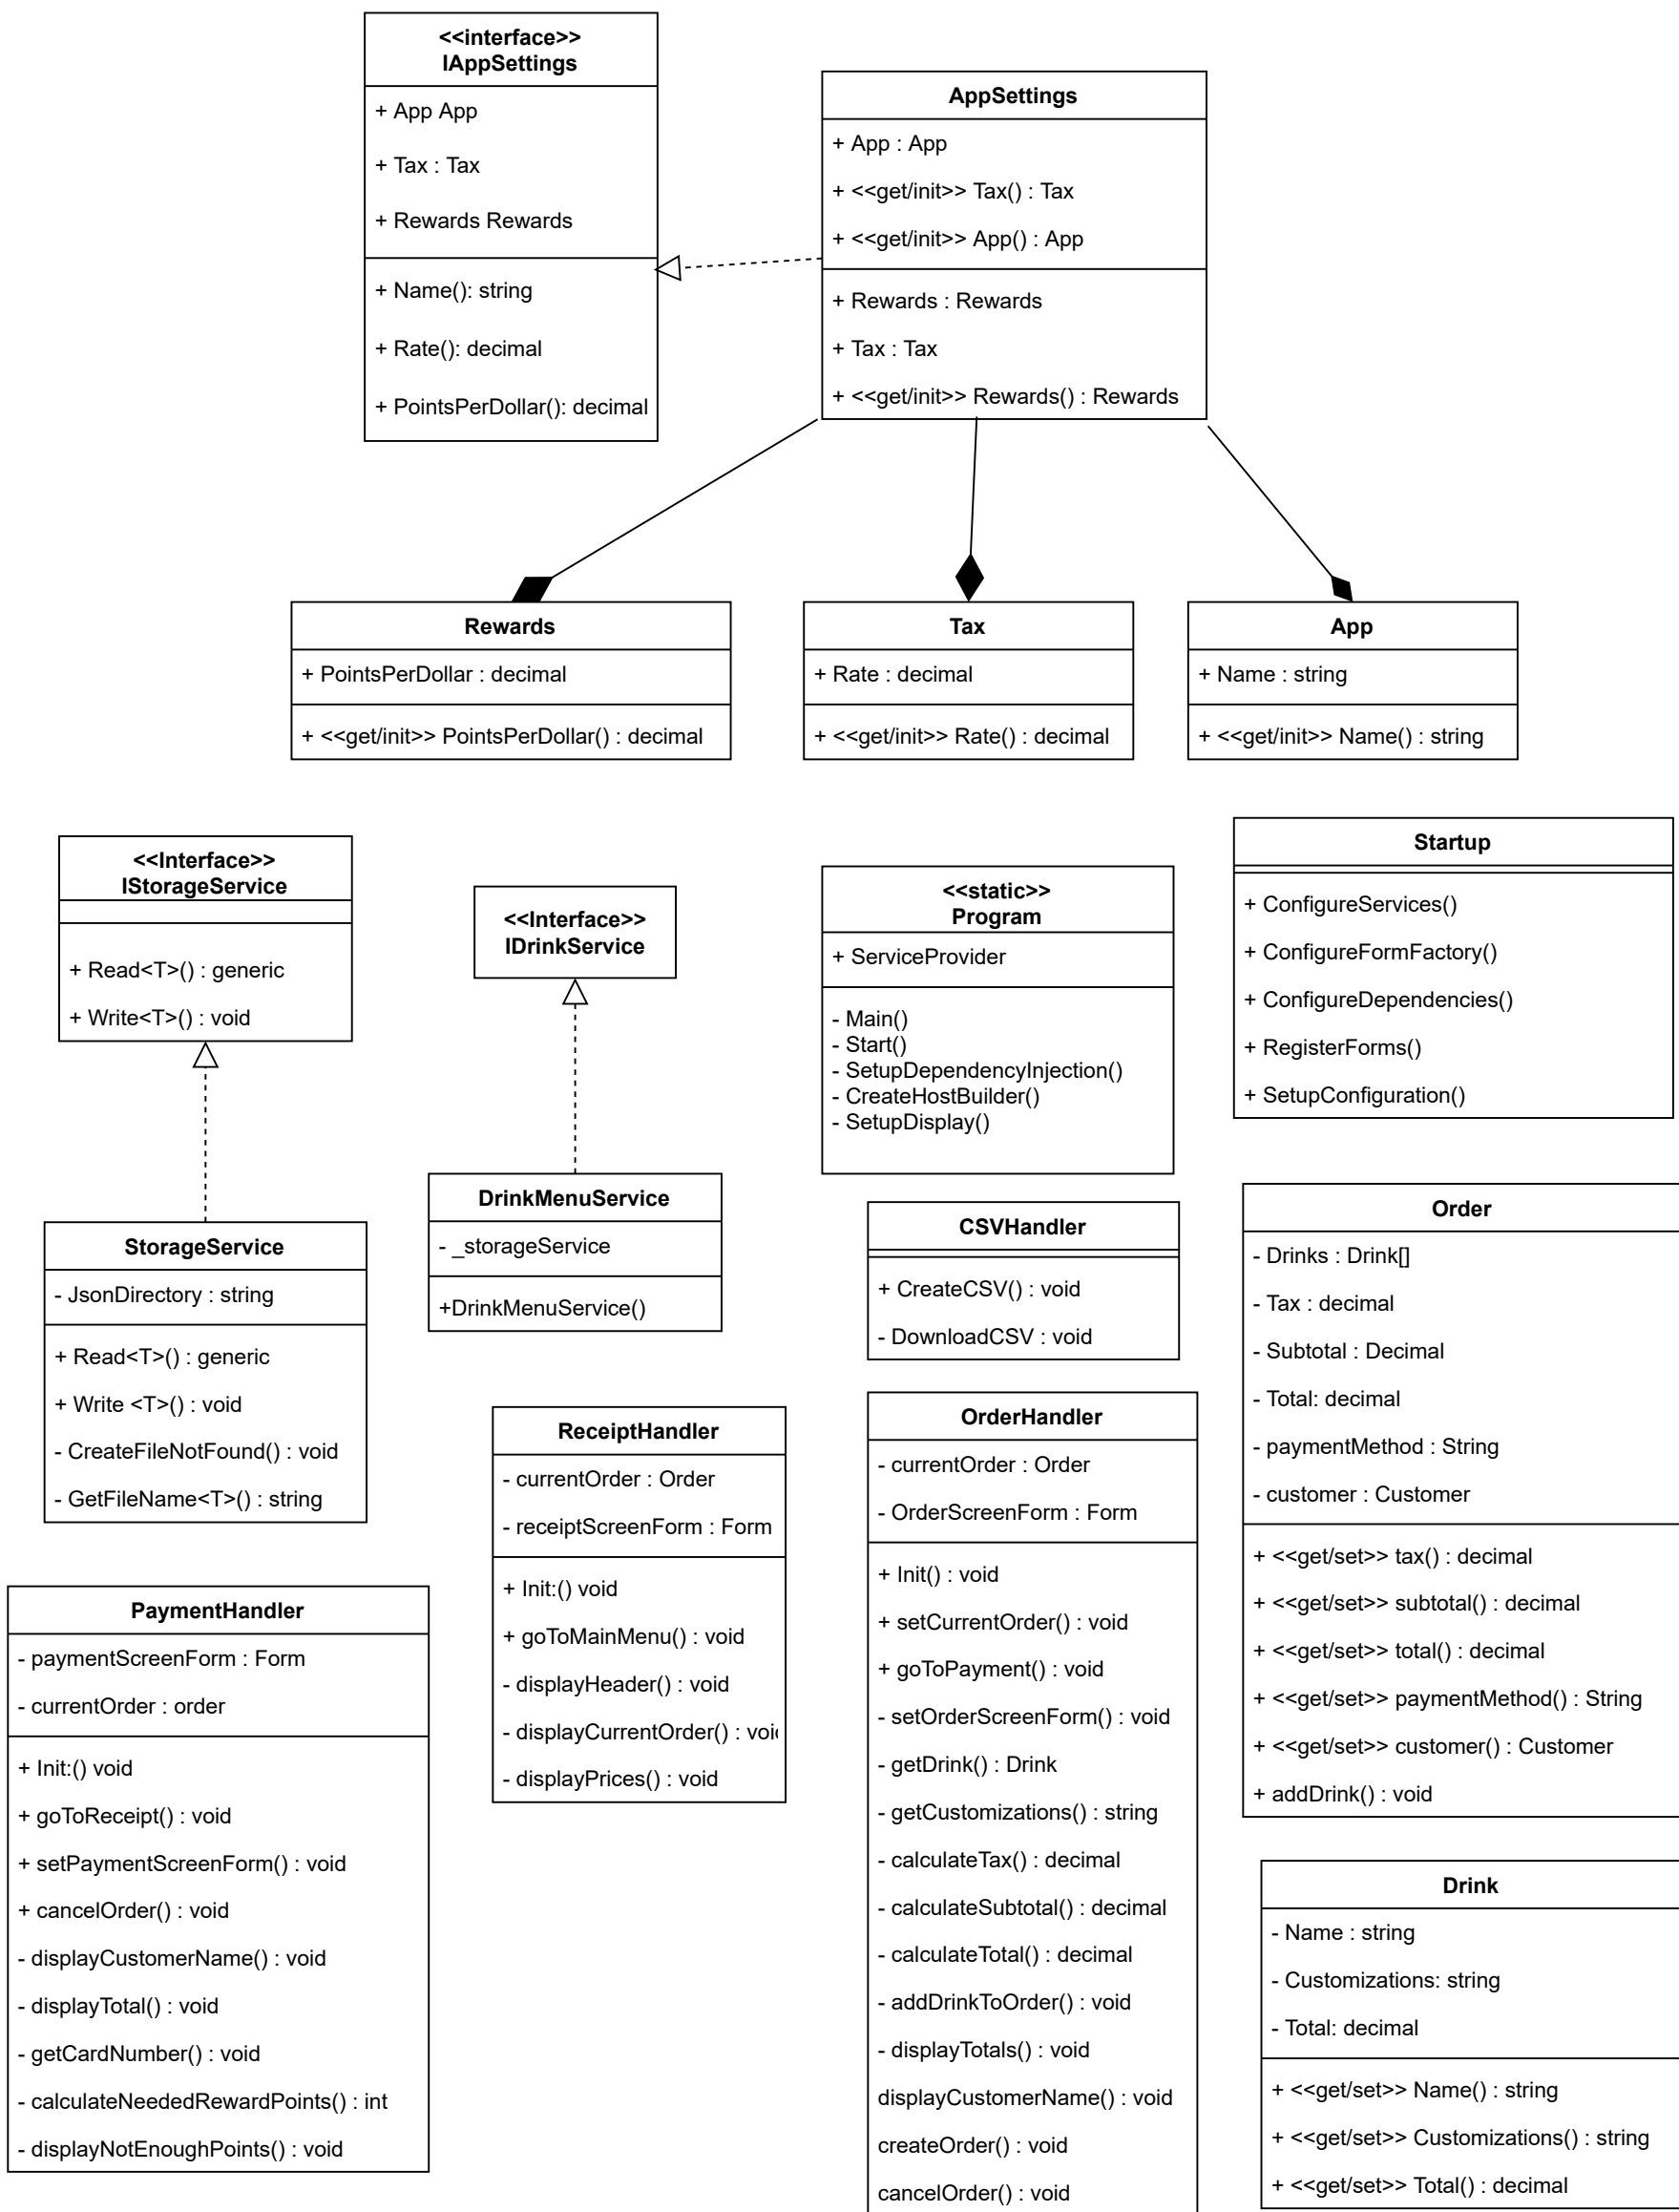 <<interface>>
IAppSettings
+ App App
+ Tax : Tax
+ Rewards Rewards
+ Name(): string
+ Rate(): decimal
+ PointsPerDollar(): decimal
AppSettings
+ App : App
+ <<get/init>> Tax() : Tax
+ <<get/init>> App() : App
+ Rewards : Rewards
+ Tax : Tax
+ <<get/init>> Rewards() : Rewards
Rewards
+ PointsPerDollar : decimal
+ <<get/init>> PointsPerDollar() : decimal
Tax
+ Rate : decimal
+ <<get/init>> Rate() : decimal
App
+ Name : string
+ <<get/init>> Name() : string
<<Interface>>
IStorageService
+ Read<T>() : generic
+ Write<T>() : void
<<Interface>>
IDrinkService
<<static>>
Program
+ ServiceProvider
- Main()
- Start()
- SetupDependencyInjection()
- CreateHostBuilder()
- SetupDisplay()
Startup
+ ConfigureServices()
+ ConfigureFormFactory()
+ ConfigureDependencies()
+ RegisterForms()
+ SetupConfiguration()
StorageService
- JsonDirectory : string
+ Read<T>() : generic
+ Write <T>() : void
- CreateFileNotFound() : void
- GetFileName<T>() : string
DrinkMenuService
- _storageService
+DrinkMenuService()
CSVHandler
+ CreateCSV() : void
- DownloadCSV : void
Order
- Drinks : Drink[]
- Tax : decimal
- Subtotal : Decimal
- Total: decimal
- paymentMethod : String
- customer : Customer
+ <<get/set>> tax() : decimal
+ <<get/set>> subtotal() : decimal
+ <<get/set>> total() : decimal
+ <<get/set>> paymentMethod() : String
+ <<get/set>> customer() : Customer
+ addDrink() : void
ReceiptHandler
- currentOrder : Order
- receiptScreenForm : Form
+ Init:() void
+ goToMainMenu() : void
- displayHeader() : void
- displayCurrentOrder() : void
- displayPrices() : void
OrderHandler
- currentOrder : Order
- OrderScreenForm : Form
+ Init() : void
+ setCurrentOrder() : void
+ goToPayment() : void
- setOrderScreenForm() : void
- getDrink() : Drink
- getCustomizations() : string
- calculateTax() : decimal
- calculateSubtotal() : decimal
- calculateTotal() : decimal
- addDrinkToOrder() : void
- displayTotals() : void
displayCustomerName() : void
createOrder() : void
cancelOrder() : void
PaymentHandler
- paymentScreenForm : Form
- currentOrder : order
+ Init:() void
+ goToReceipt() : void
+ setPaymentScreenForm() : void
+ cancelOrder() : void
- displayCustomerName() : void
- displayTotal() : void
- getCardNumber() : void
- calculateNeededRewardPoints() : int
- displayNotEnoughPoints() : void
Drink
- Name : string
- Customizations: string
- Total: decimal
+ <<get/set>> Name() : string
+ <<get/set>> Customizations() : string
+ <<get/set>> Total() : decimal